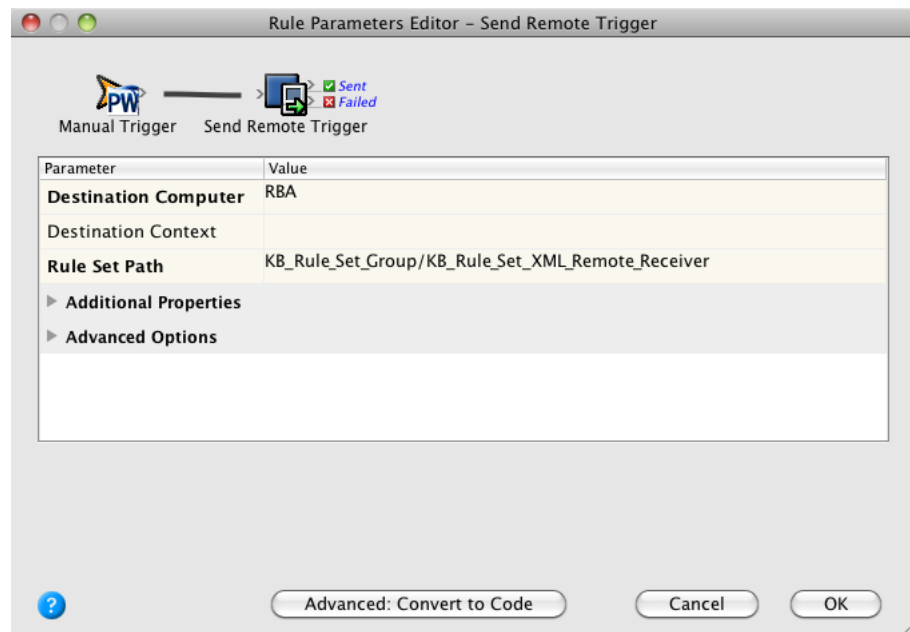 Rule Parameters Editor – Send Remote Trigger
PW
Sent
Failed
Manual Trigger Send Remote Trigger
Parameter Value
Destination Computer RBA
Destination Context
Rule Set Path KB_Rule_Set_Group/KB_Rule_Set_XML_Remote_Receiver
Additional Properties
Advanced Options
? Advanced: Convert to Code Cancel OK